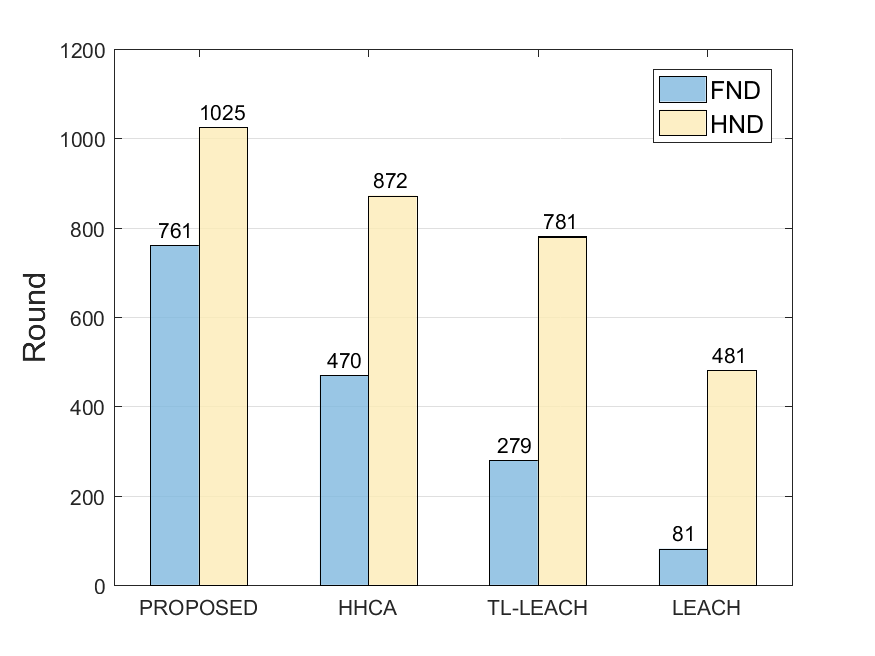 1200
1000
800
600
400
200
0
Round
FND
HND
761
1025
470
872
279
781
81
481
PROPOSED
HHCA
TL-LEACH
LEACH